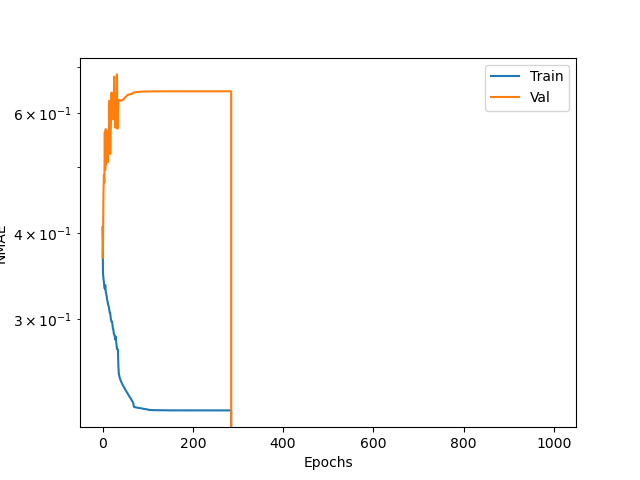 Train
Val
6 × 10⁻¹
4 × 10⁻¹
3 × 10⁻¹
NMAE
0 200 400 600 800 1000
Epochs